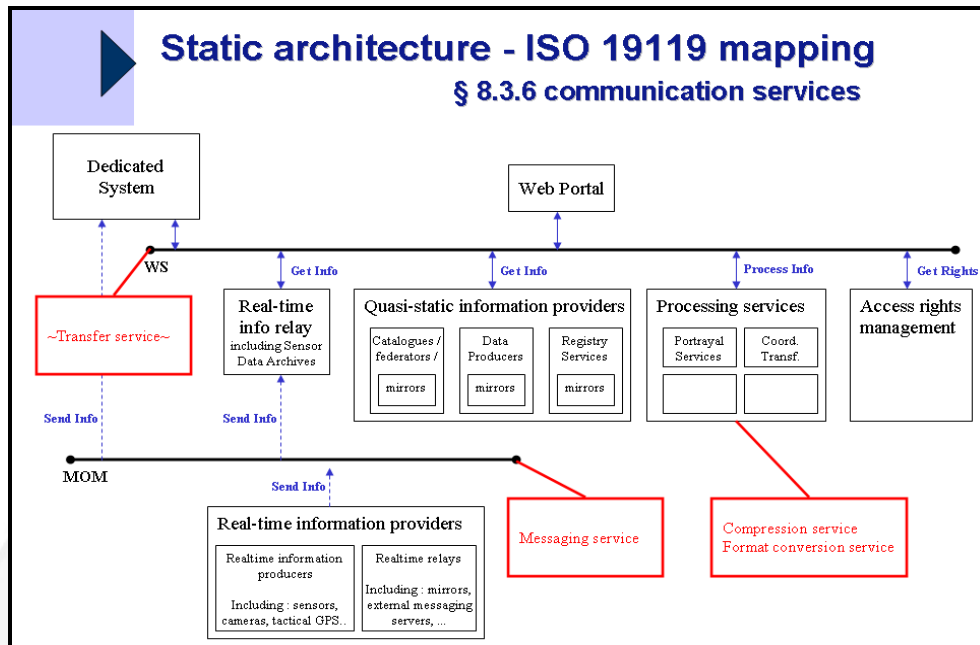 Static architecture - ISO 19119 mapping
§ 8.3.6 communication services
Dedicated
System
Web Portal
WS
Get Info
Get Info
Process Info
Get Rights
~Transfer service~
Real-time
info relay
including Sensor
Data Archives
Quasi-static information providers
Catalogues /
federators /
mirrors
Data
Producers
mirrors
Registry
Services
mirrors
Processing services
Portrayal
Services
Coord.
Transf.
Access rights
management
Send Info
Send Info
MOM
Send Info
Real-time information providers
Realtime information
producers
Including : sensors,
cameras, tactical GPS..
Realtime relays
Including : mirrors,
external messaging
servers, ...
Messaging service
Compression service
Format conversion service